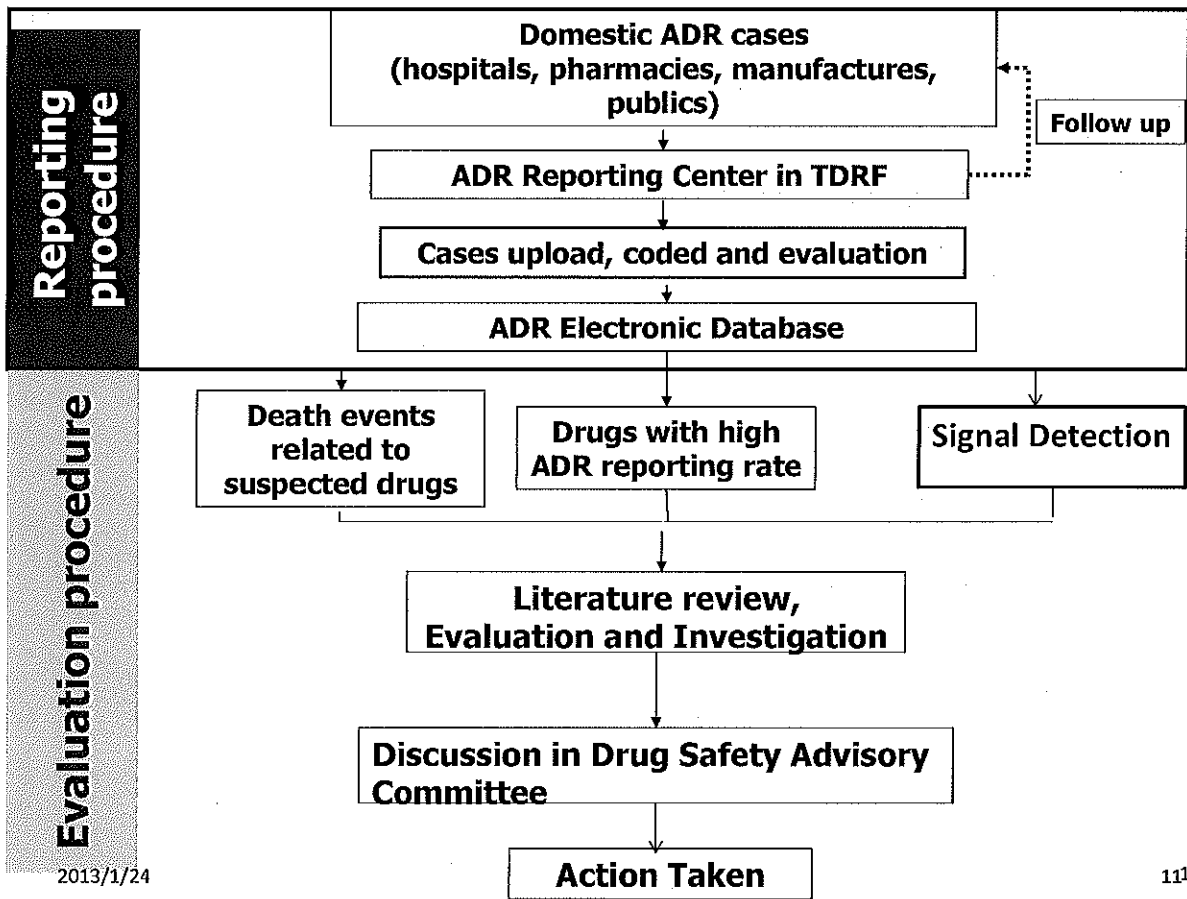 Reporting
procedure
Domestic ADR cases
(hospitals, pharmacies, manufactures,
publics)
Follow up
ADR Reporting Center in TDRF
Cases upload, coded and evaluation
ADR Electronic Database
Evaluation procedure
Death events
related to
suspected drugs
Drugs with high
ADR reporting rate
Signal Detection
Literature review,
Evaluation and Investigation
Discussion in Drug Safety Advisory
Committee
Action Taken
2013/1/24
111